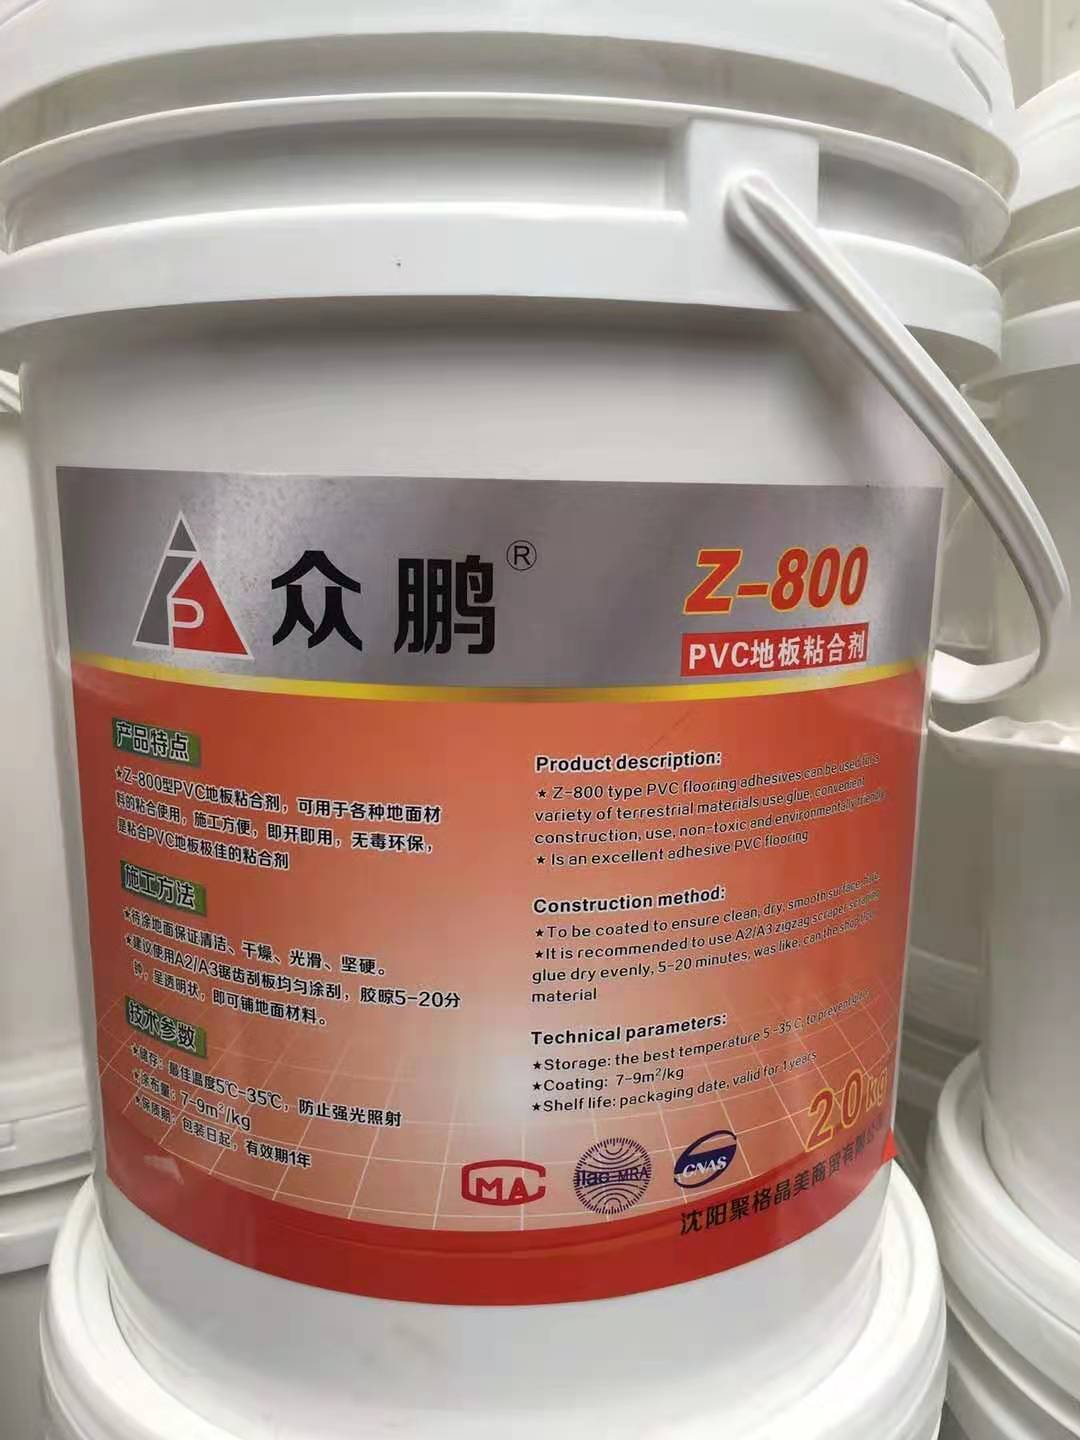 ZP
众鹏®
Z-800
PVC地板粘合剂
产品特点
★Z-800型PVC地板粘合剂，可用于各种地面材
料的粘合使用，施工方便，即开即用，无毒环保，
是粘合PVC地板极佳的粘合剂
施工方法
★待涂地面保证清洁、干燥、光滑、坚硬。
★建议使用A2/A3锯齿刮板均匀涂刮，胶晾5-20分
钟，呈透明状，即可铺地面材料。
技术参数
★储存：最佳温度5℃-35℃，防止强光照射
★涂布量：7-9m²/kg
★保质期：包装日起，有效期1年
Product description:
★ Z-800 type PVC flooring adhesives can be used for a
variety of terrestrial materials use glue, convenient
construction, use, non-toxic and environmentally friendly
★ Is an excellent adhesive PVC flooring
Construction method:
★To be coated to ensure clean, dry, smooth surface,
★It is recommended to use A2/A3 zigzag scraper scraping
glue dry evenly, 5-20 minutes, was like, can the shop
material
Technical parameters:
★Storage: the best temperature 5-35 C, to prevent
★Coating: 7-9m²/kg
★Shelf life: packaging date, valid for 1 years
20kg
CMA
ilac-MRA
CNAS
沈阳聚格晶美商贸有限